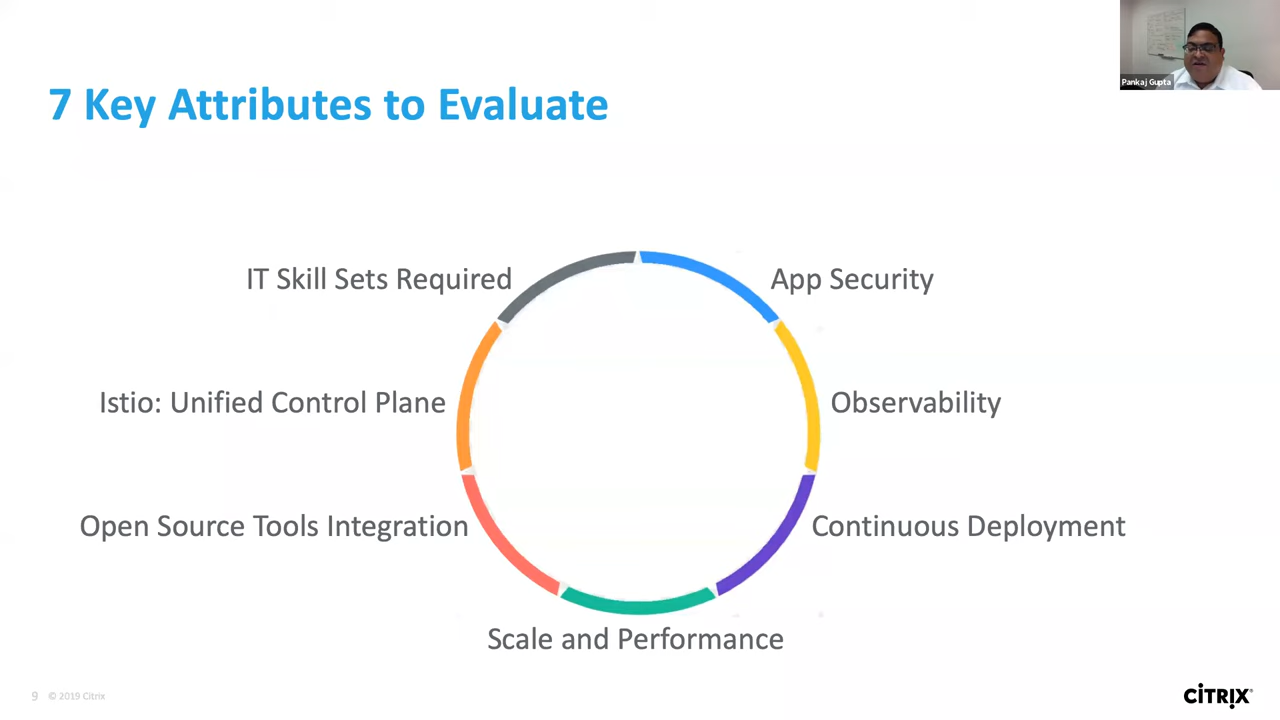 Pankaj Gupta
7 Key Attributes to Evaluate
IT Skill Sets Required
App Security
Istio: Unified Control Plane
Observability
Open Source Tools Integration
Continuous Deployment
Scale and Performance
9 © 2019 Citrix
CITRIX